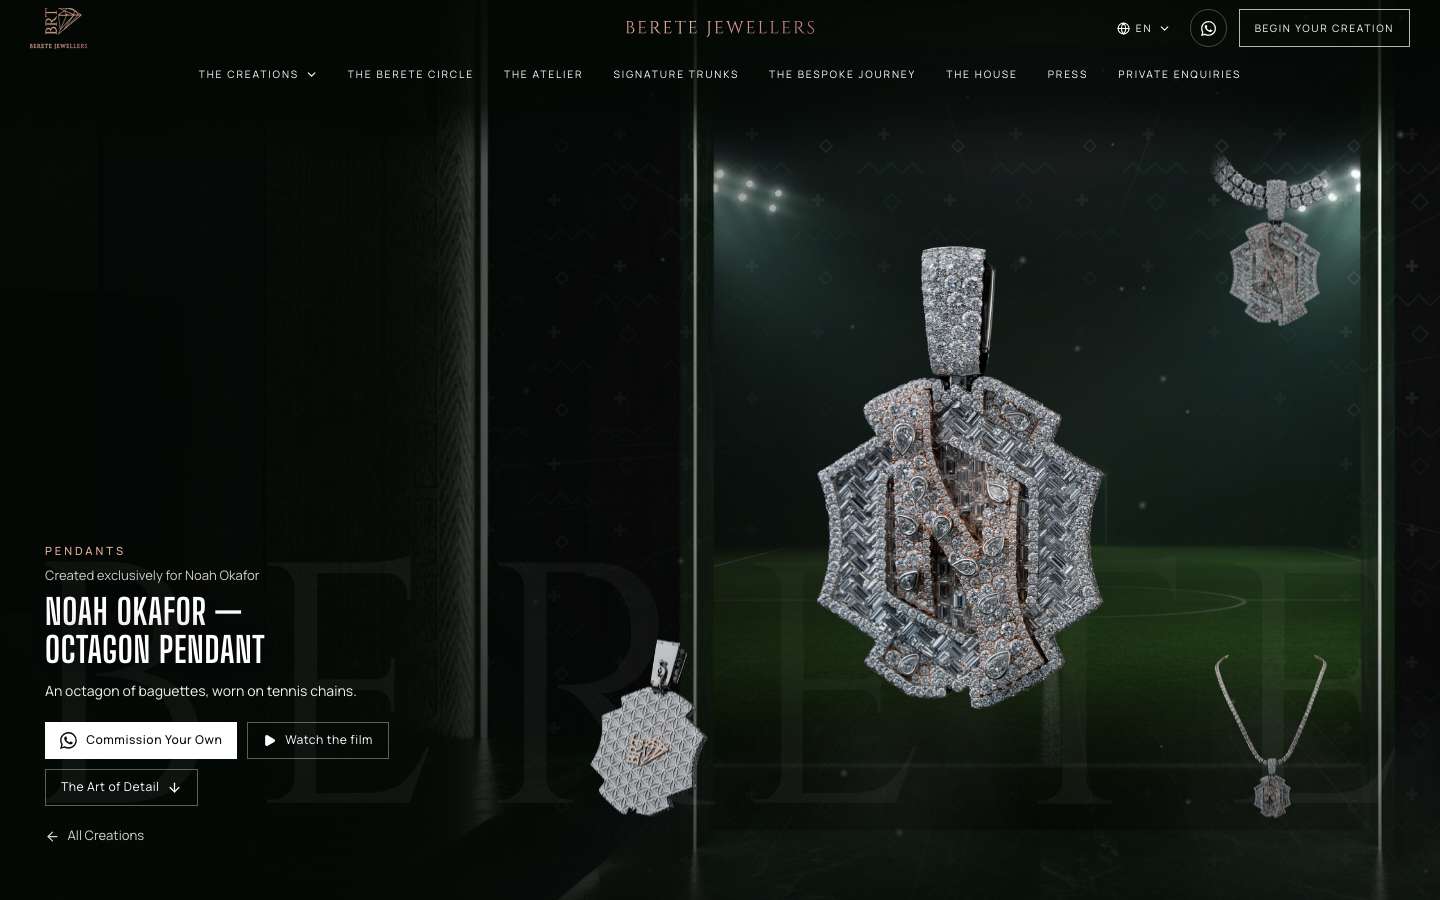 BRT
BERETE JEWELLERS
BERETE JEWELLERS
EN
BEGIN YOUR CREATION
THE CREATIONS
THE BERETE CIRCLE
THE ATELIER
SIGNATURE TRUNKS
THE BESPOKE JOURNEY
THE HOUSE
PRESS
PRIVATE ENQUIRIES
PENDANTS
Created exclusively for Noah Okafor
NOAH OKAFOR —
OCTAGON PENDANT
An octagon of baguettes, worn on tennis chains.
Commission Your Own
Watch the film
The Art of Detail
All Creations
BERETE
N